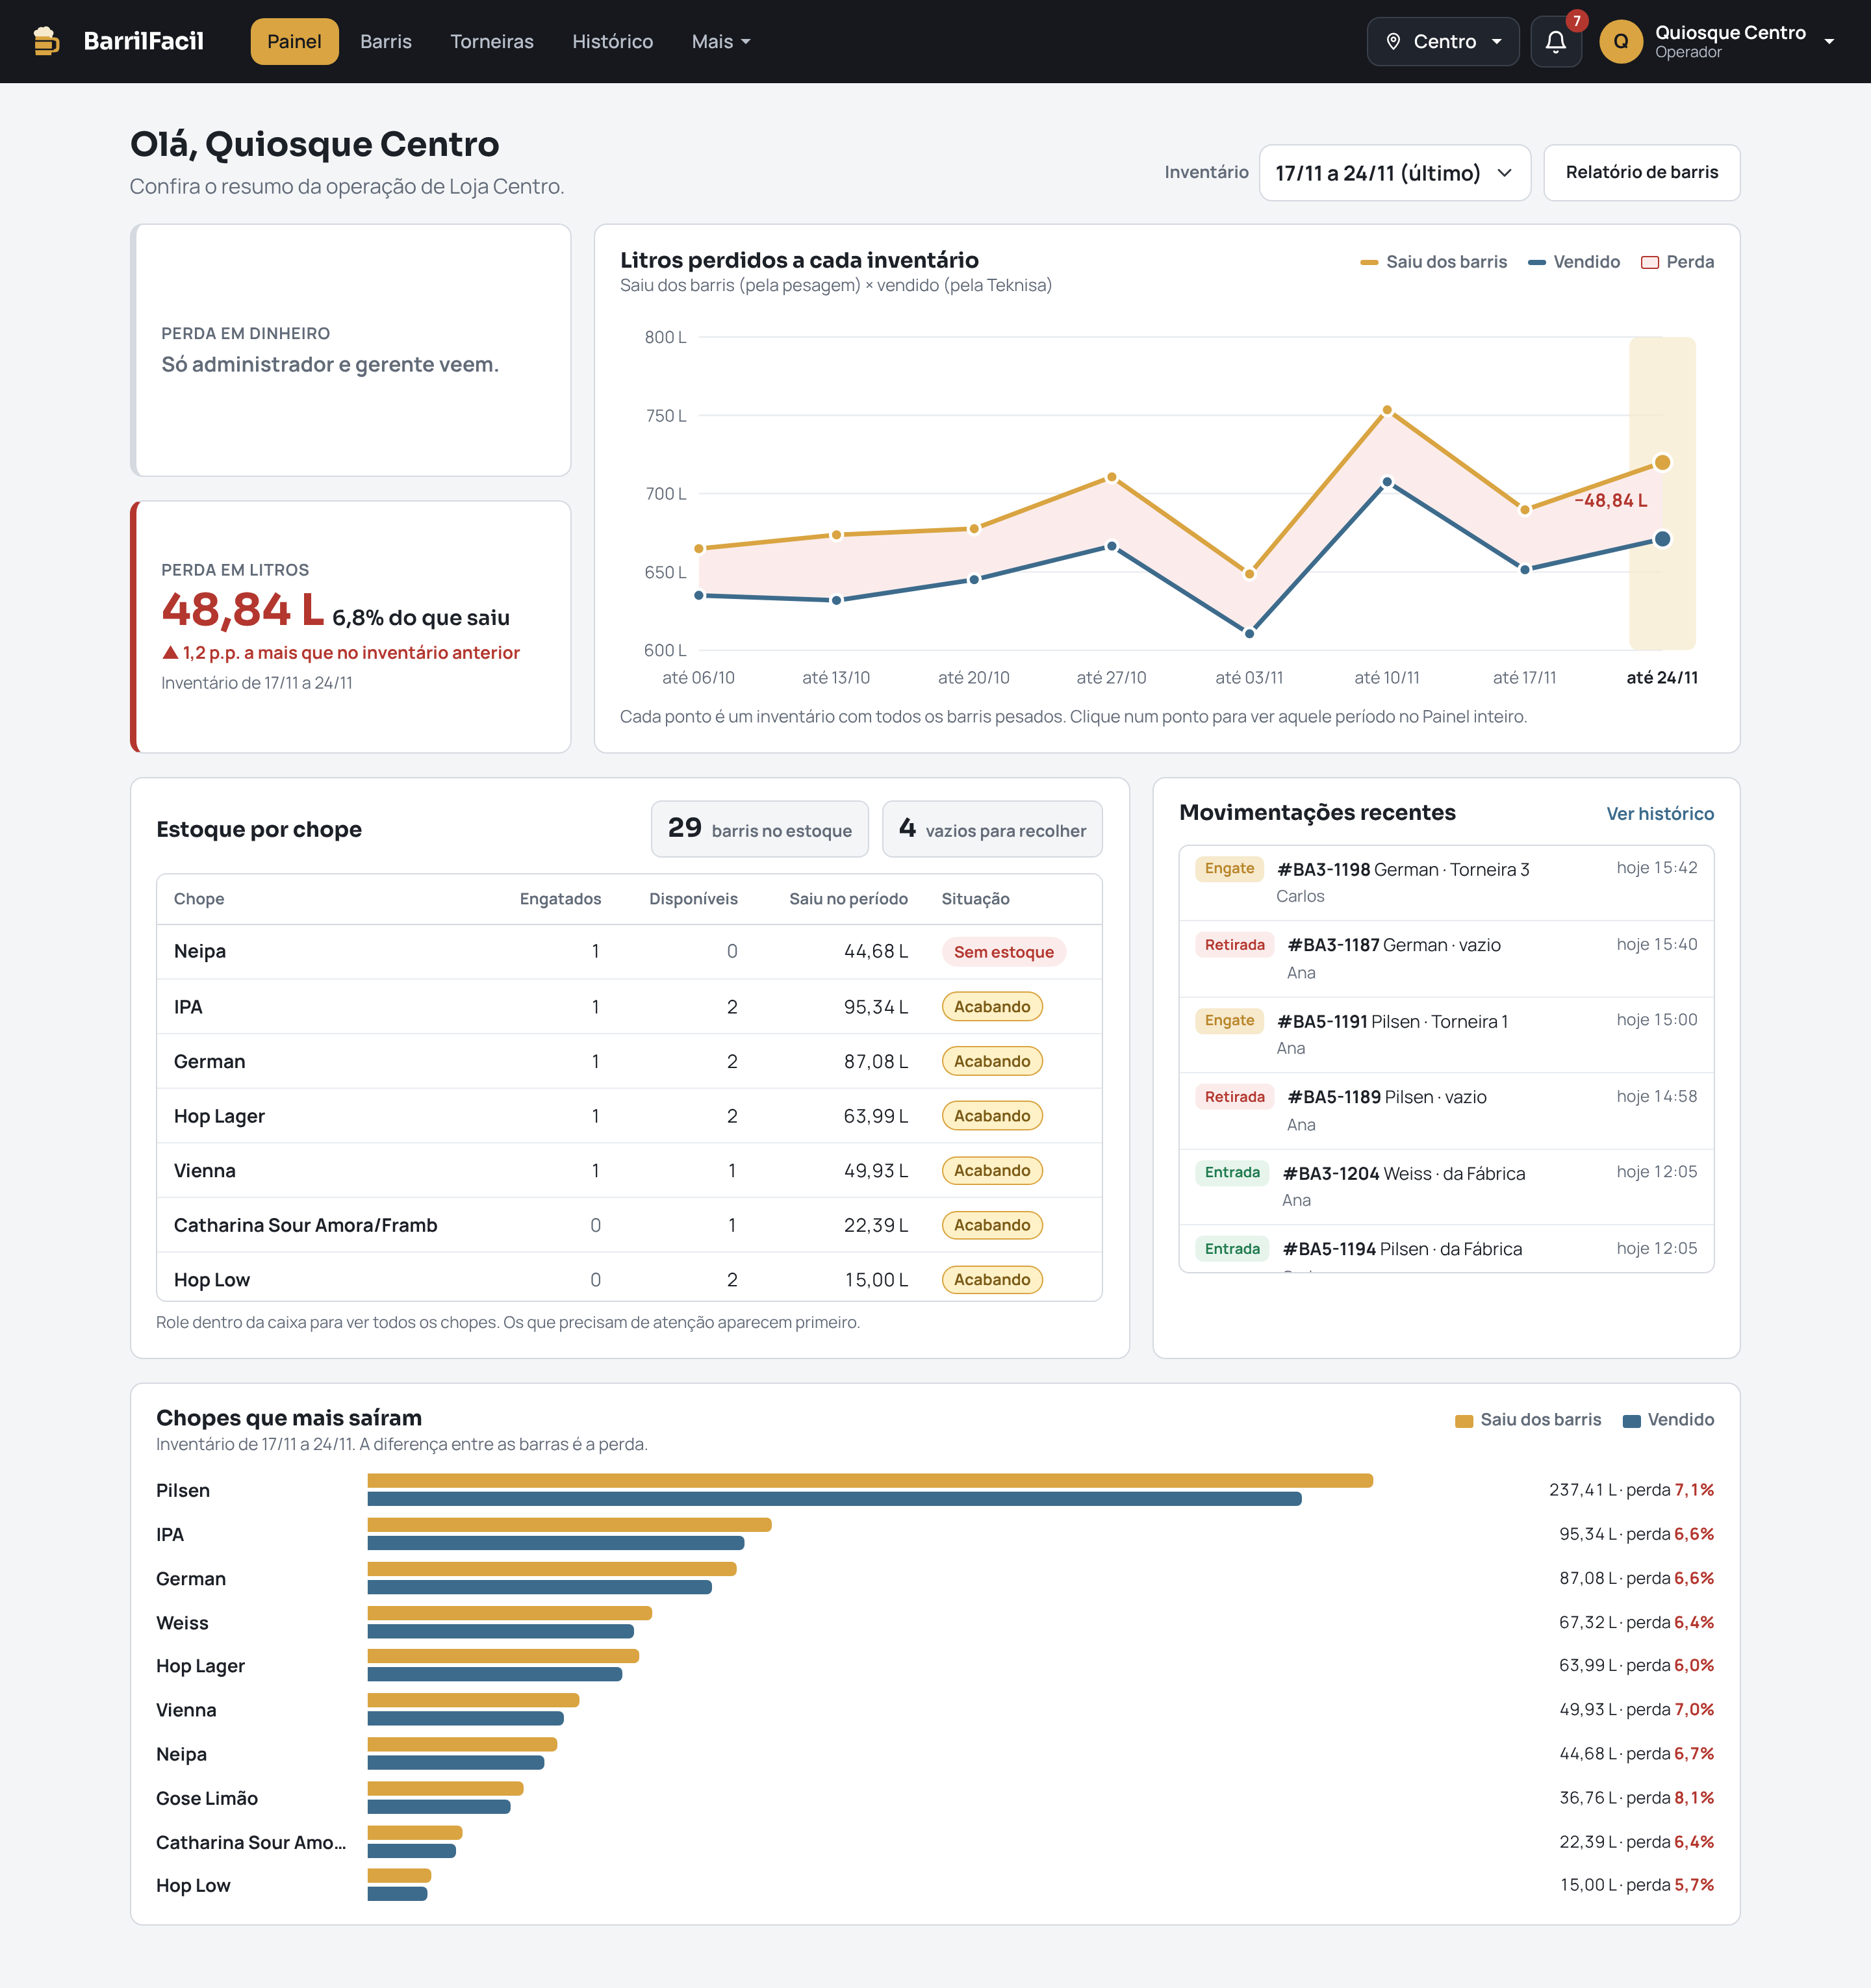 BarrilFacil
Painel
Barris
Torneiras
Histórico
Mais
Centro
7
Q
Quiosque Centro
Operador
Olá, Quiosque Centro
Confira o resumo da operação de Loja Centro.
Inventário
17/11 a 24/11 (último)
Relatório de barris
PERDA EM DINHEIRO
Só administrador e gerente veem.
PERDA EM LITROS
48,84 L 6,8% do que saiu
▲ 1,2 p.p. a mais que no inventário anterior
Inventário de 17/11 a 24/11
Litros perdidos a cada inventário
Saiu dos barris (pela pesagem) × vendido (pela Teknisa)
Saiu dos barris
Vendido
Perda
800 L
750 L
700 L
650 L
600 L
−48,84 L
até 06/10
até 13/10
até 20/10
até 27/10
até 03/11
até 10/11
até 17/11
até 24/11
Cada ponto é um inventário com todos os barris pesados. Clique num ponto para ver aquele período no Painel inteiro.
Estoque por chope
29 barris no estoque
4 vazios para recolher
Chope Engatados Disponíveis Saiu no período Situação
Neipa 1 0 44,68 L Sem estoque
IPA 1 2 95,34 L Acabando
German 1 2 87,08 L Acabando
Hop Lager 1 2 63,99 L Acabando
Vienna 1 1 49,93 L Acabando
Catharina Sour Amora/Framb 0 1 22,39 L Acabando
Hop Low 0 2 15,00 L Acabando
Role dentro da caixa para ver todos os chopes. Os que precisam de atenção aparecem primeiro.
Movimentações recentes
Ver histórico
Engate #BA3-1198 German · Torneira 3 hoje 15:42
Carlos
Retirada #BA3-1187 German · vazio hoje 15:40
Ana
Engate #BA5-1191 Pilsen · Torneira 1 hoje 15:00
Ana
Retirada #BA5-1189 Pilsen · vazio hoje 14:58
Ana
Entrada #BA3-1204 Weiss · da Fábrica hoje 12:05
Ana
Entrada #BA5-1194 Pilsen · da Fábrica hoje 12:05
Chopes que mais saíram
Inventário de 17/11 a 24/11. A diferença entre as barras é a perda.
Saiu dos barris
Vendido
Pilsen 237,41 L · perda 7,1%
IPA 95,34 L · perda 6,6%
German 87,08 L · perda 6,6%
Weiss 67,32 L · perda 6,4%
Hop Lager 63,99 L · perda 6,0%
Vienna 49,93 L · perda 7,0%
Neipa 44,68 L · perda 6,7%
Gose Limão 36,76 L · perda 8,1%
Catharina Sour Amo... 22,39 L · perda 6,4%
Hop Low 15,00 L · perda 5,7%